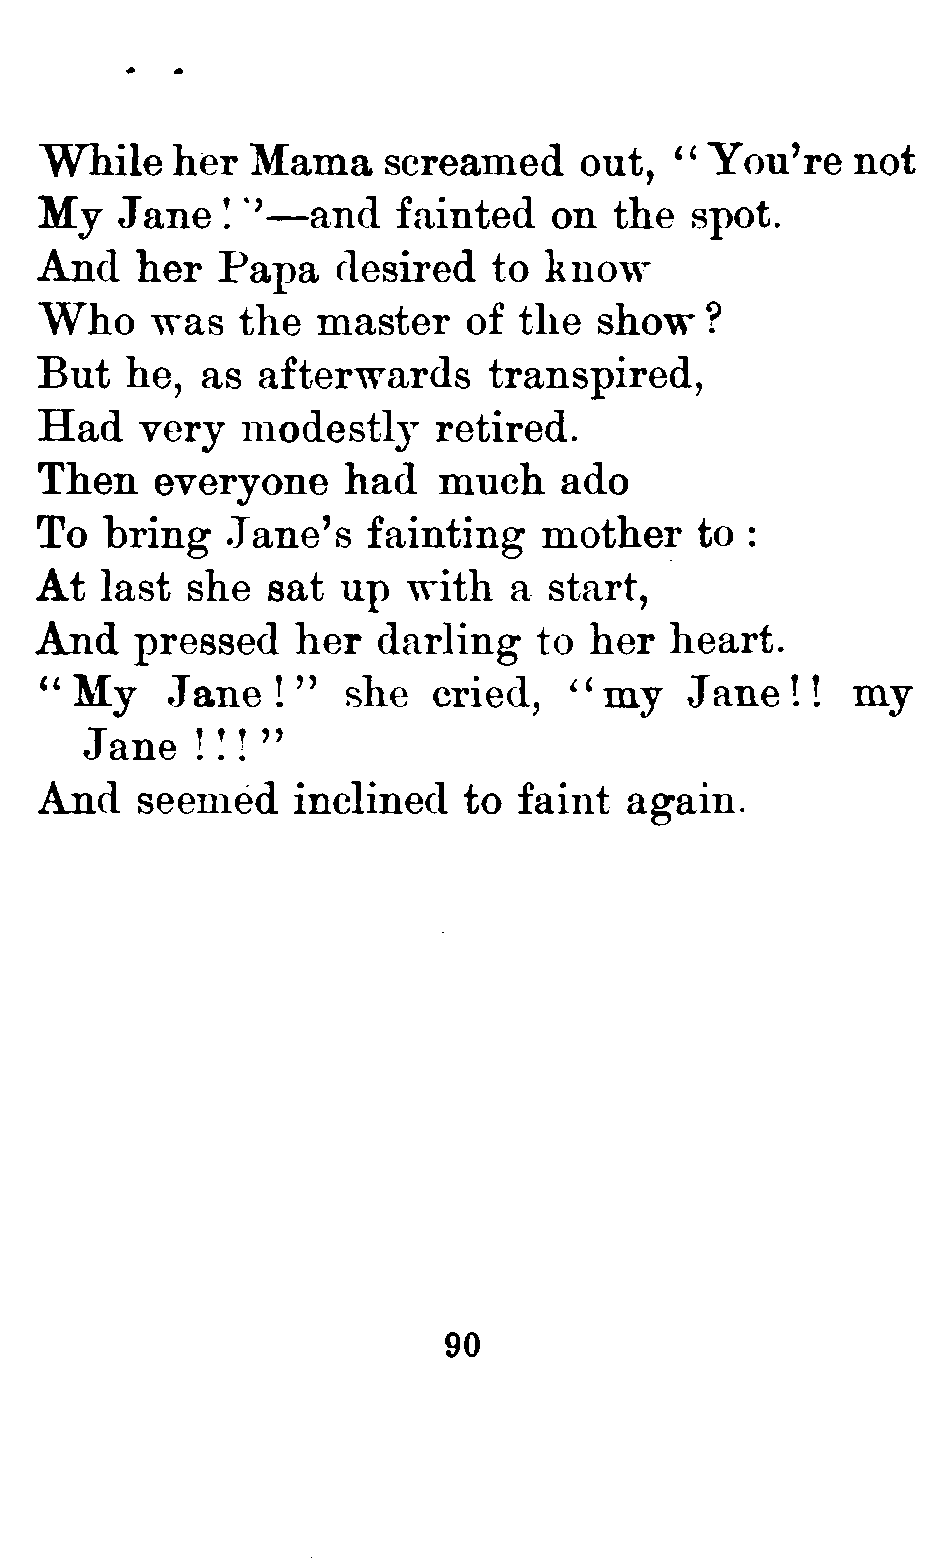 While her Mama screamed out, “You're not
My Jane!”—and fainted on the spot.
And her Papa desired to know
Who was the master of the show?
But he, as afterwards transpired,
Had very modestly retired.
Then everyone had much ado
To bring Jane's fainting mother to:
At last she sat up with a start,
And pressed her darling to her heart.
“My Jane!” she cried, “my Jane!! my
Jane!!!”
And seemed inclined to faint again.
90